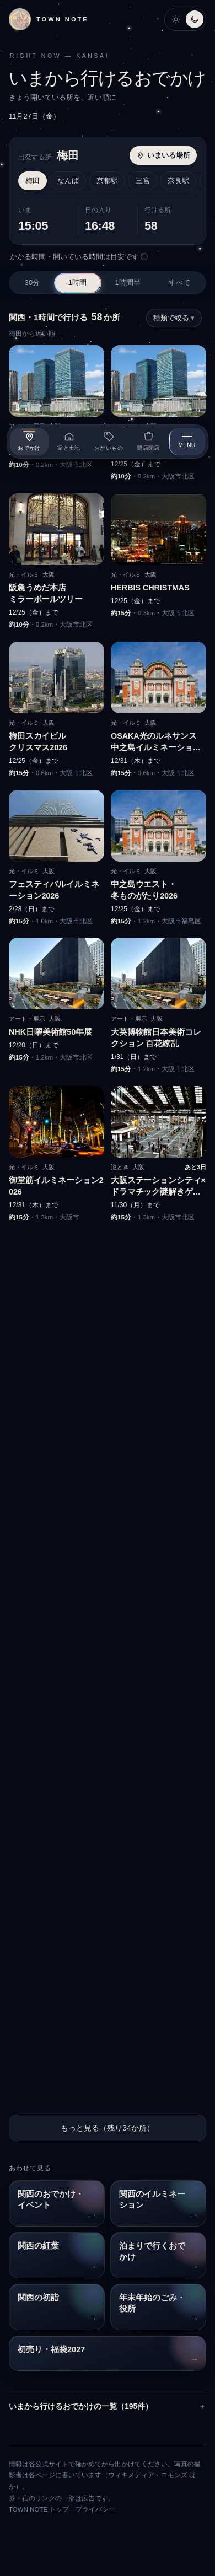 TOWN NOTE
RIGHT NOW — KANSAI
いまから行けるおでかけ
きょう開いている所を、近い順に
11月27日（金）
出発する所 梅田
いまいる場所
梅田 なんば 京都駅 三宮 奈良駅
いま 日の入り 行ける所
15:05 16:48 58
かかる時間・開いている時間は目安です ⓘ
30分 1時間 1時間半 すべて
関西・1時間で行ける 58か所
種類で絞る ▾
梅田から近い順
おでかけ 家と土地 おかいもの 開店閉店 MENU
約10分・0.2km・大阪市北区
12/25（金）まで
約10分・0.2km・大阪市北区
光・イルミ 大阪
阪急うめだ本店
ミラーボールツリー
12/25（金）まで
約10分・0.2km・大阪市北区
光・イルミ 大阪
HERBIS CHRISTMAS
12/25（金）まで
約15分・0.3km・大阪市北区
光・イルミ 大阪
梅田スカイビル
クリスマス2026
12/25（金）まで
約15分・0.6km・大阪市北区
光・イルミ 大阪
OSAKA光のルネサンス
中之島イルミネーショ…
12/31（木）まで
約15分・0.6km・大阪市北区
光・イルミ 大阪
フェスティバルイルミネ
ーション2026
2/28（日）まで
約15分・1.0km・大阪市北区
光・イルミ 大阪
中之島ウエスト・
冬ものがたり2026
12/25（金）まで
約15分・1.2km・大阪市福島区
アート・展示 大阪
NHK日曜美術館50年展
12/20（日）まで
約15分・1.2km・大阪市北区
アート・展示 大阪
大英博物館日本美術コレ
クション 百花繚乱
1/31（日）まで
約15分・1.2km・大阪市北区
光・イルミ 大阪
御堂筋イルミネーション2
026
12/31（木）まで
約15分・1.3km・大阪市
謎とき 大阪 あと3日
大阪ステーションシティ×
ドラマチック謎解きゲ…
11/30（月）まで
約15分・1.3km・大阪市北区
もっと見る（残り34か所）
あわせて見る
関西のおでかけ・
イベント
→
関西のイルミネー
ション
→
関西の紅葉
→
泊まりで行くおで
かけ
→
関西の初詣
→
年末年始のごみ・
役所
→
初売り・福袋2027
→
いまから行けるおでかけの一覧（195件） +
情報は各公式サイトで確かめてから出かけてください。写真の撮
影者は各ページに書いています（ウィキメディア・コモンズ ほ
か）。
券・宿のリンクの一部は広告です。
TOWN NOTE トップ プライバシー